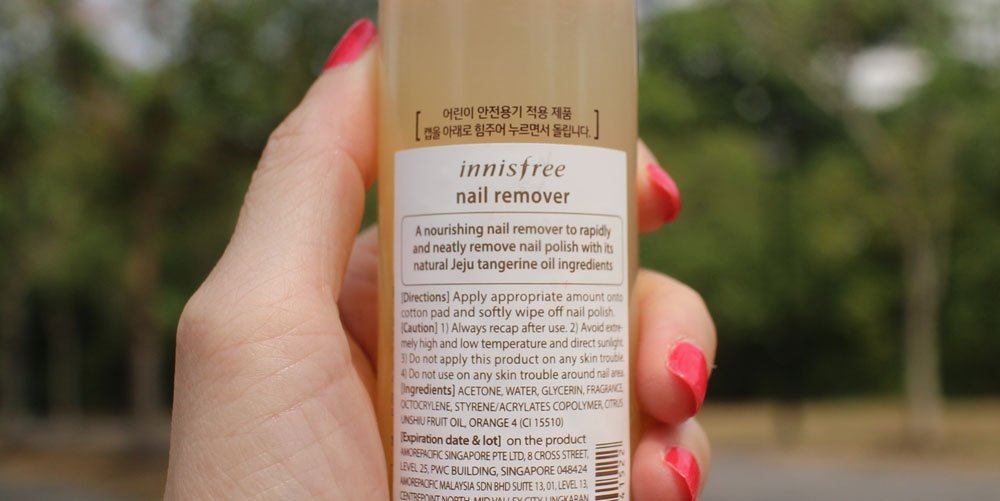 어린이 안전용기 적용 제품
캡을 아래로 힘주어 누르면서 돌립니다.
innisfree
nail remover
A nourishing nail remover to rapidly
and neatly remove nail polish with its
natural Jeju tangerine oil ingredients
[Directions] Apply appropriate amount onto
cotton pad and softly wipe off nail polish.
[Caution] 1) Always recap after use. 2) Avoid extre-
mely high and low temperature and direct sunlight.
3) Do not apply this product on any skin trouble.
4) Do not use on any skin trouble around nail area.
[Ingredients] ACETONE, WATER, GLYCERIN, FRAGRANCE,
OCTOCRYLENE, STYRENE/ACRYLATES COPOLYMER, CITRUS
UNSHIU FRUIT OIL, ORANGE 4 (CI 15510)
[Expiration date & lot] on the product
AMOREPACIFIC SINGAPORE PTE LTD, 8 CROSS STREET,
LEVEL 25, PWC BUILDING, SINGAPORE 048424
AMOREPACIFIC MALAYSIA SDN BHD SUITE 13, 01, LEVEL 13,
CENTREPOINT NORTH, MID VALLEY CITY, LINGKARAN
41522